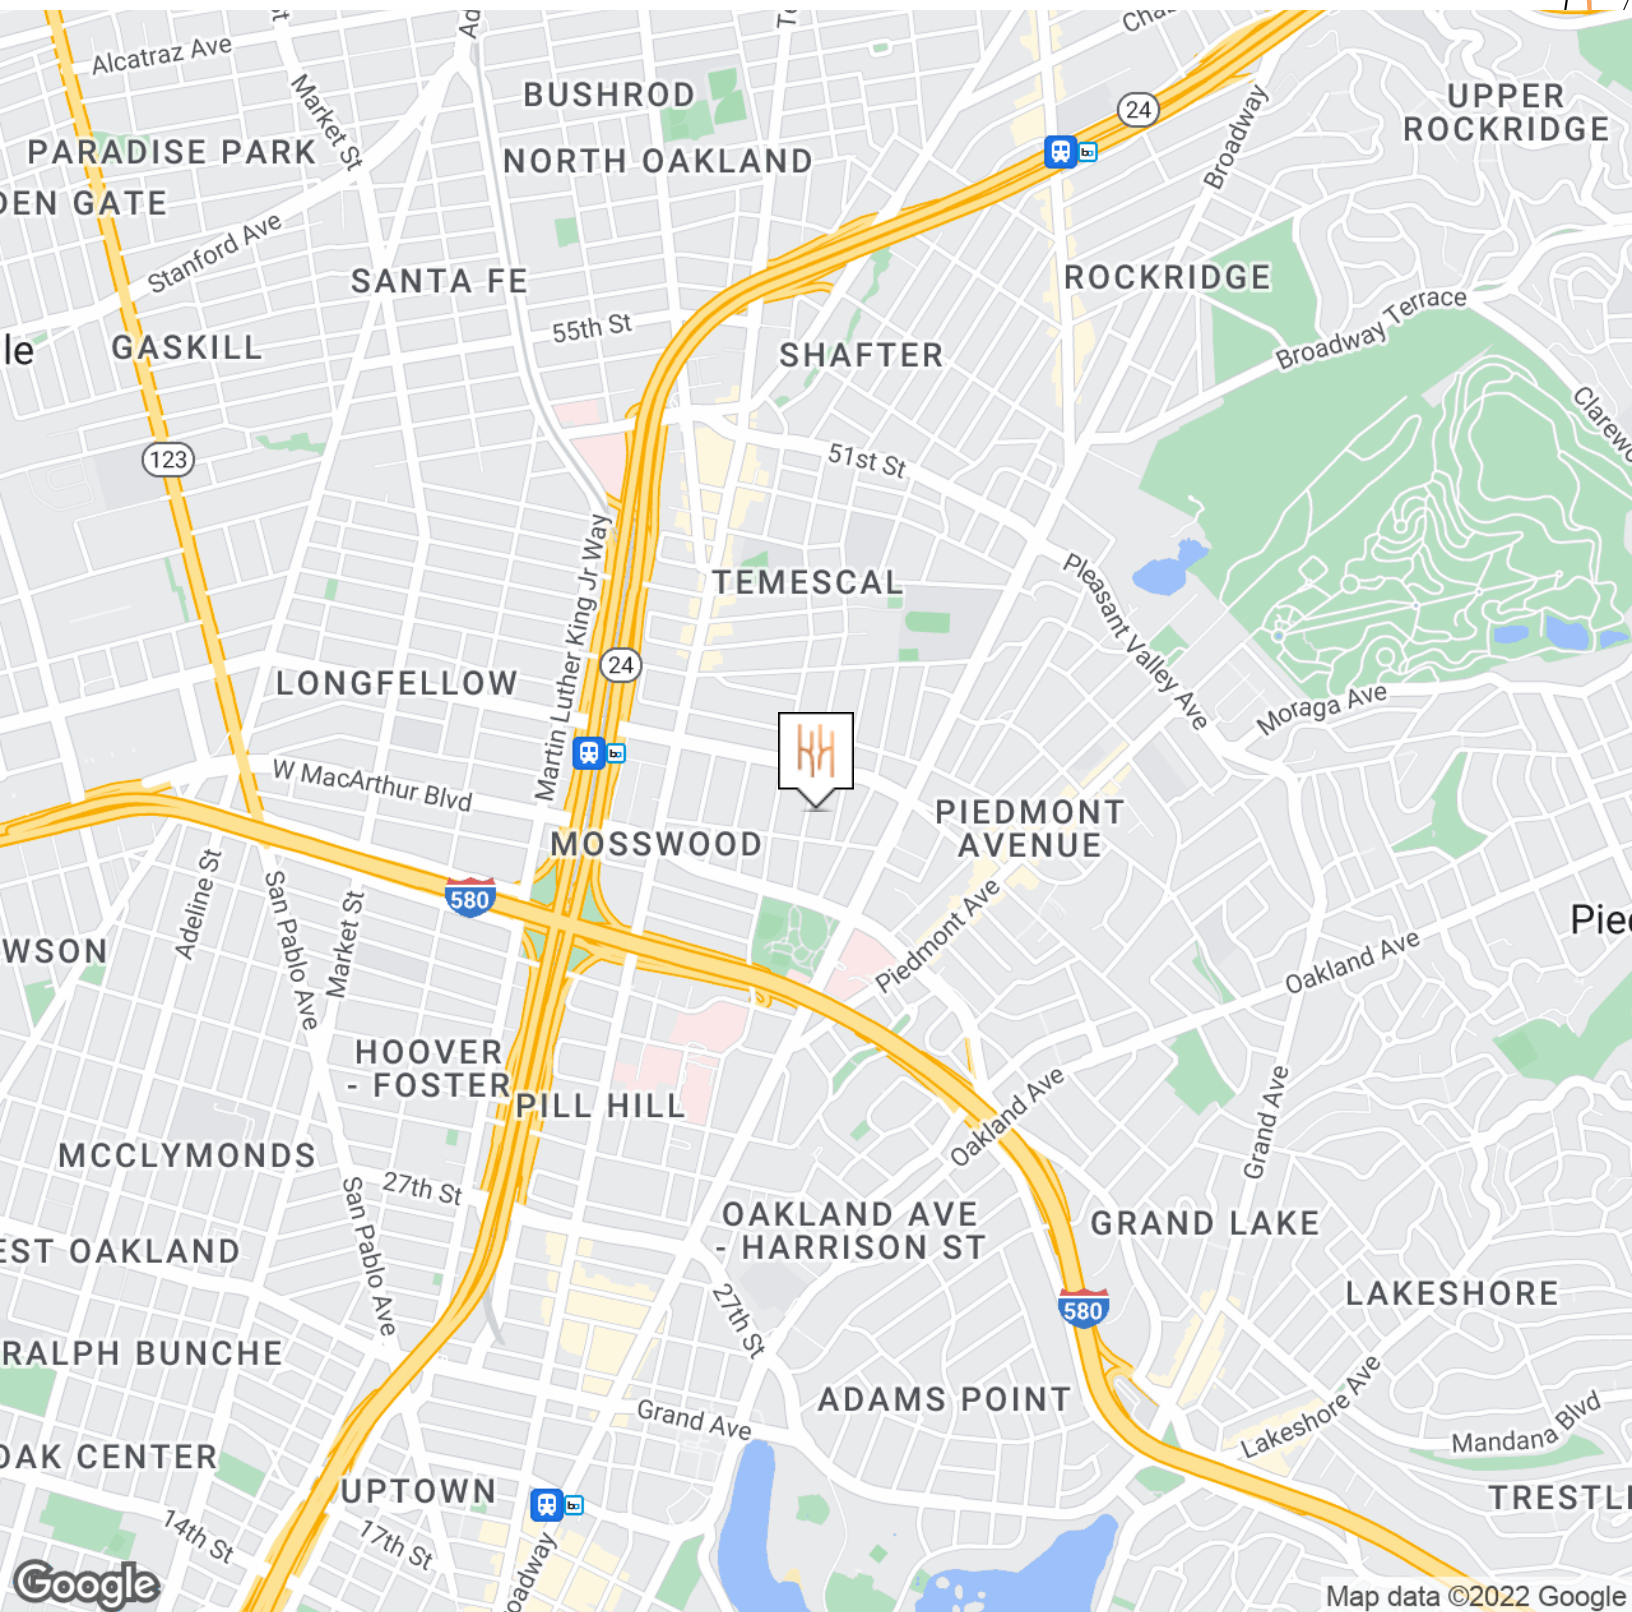 Alcatraz Ave
Market St
BUSHROD
24
Broadway
UPPER
ROCKRIDGE
PARADISE PARK
NORTH OAKLAND
DEN GATE
Stanford Ave
SANTA FE
ROCKRIDGE
Broadway Terrace
55th St
GASKILL
SHAFTER
le
123
51st St
Martin Luther King Jr Way
TEMESCAL
Pleasant Valley Ave
24
LONGFELLOW
Moraga Ave
W MacArthur Blvd
MOSSWOOD
PIEDMONT
AVENUE
580
Adeline St
San Pablo Ave
Market St
Piedmont Ave
Oakland Ave
Pie
WSON
HOOVER
- FOSTER
PILL HILL
Oakland Ave
Grand Ave
MCCLYMONDS
27th St
San Pablo Ave
OAKLAND AVE
- HARRISON ST
GRAND LAKE
EST OAKLAND
27th St
580
LAKESHORE
RALPH BUNCHE
ADAMS POINT
Grand Ave
Lakeshore Ave
Mandana Blvd
OAK CENTER
UPTOWN
TRESTL
14th St
17th St
oadway
Google
Map data ©2022 Google